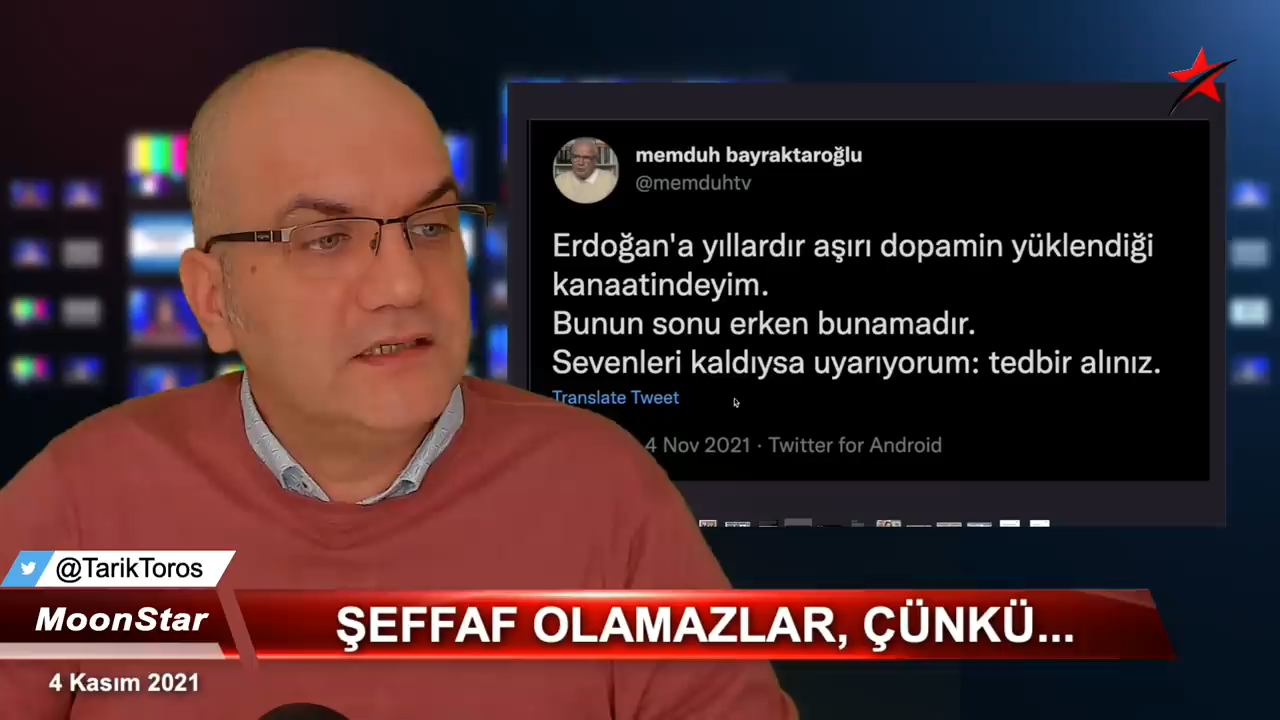 memduh bayraktaroğlu
@memduhtv
Erdoğan'a yıllardır aşırı dopamin yüklendiği
kanaatindeyim.
Bunun sonu erken bunamadır.
Sevenleri kaldıysa uyarıyorum: tedbir alınız.
Translate Tweet
4 Nov 2021 · Twitter for Android
@TarikToros
MoonStar
ŞEFFAF OLAMAZLAR, ÇÜNKÜ...
4 Kasım 2021